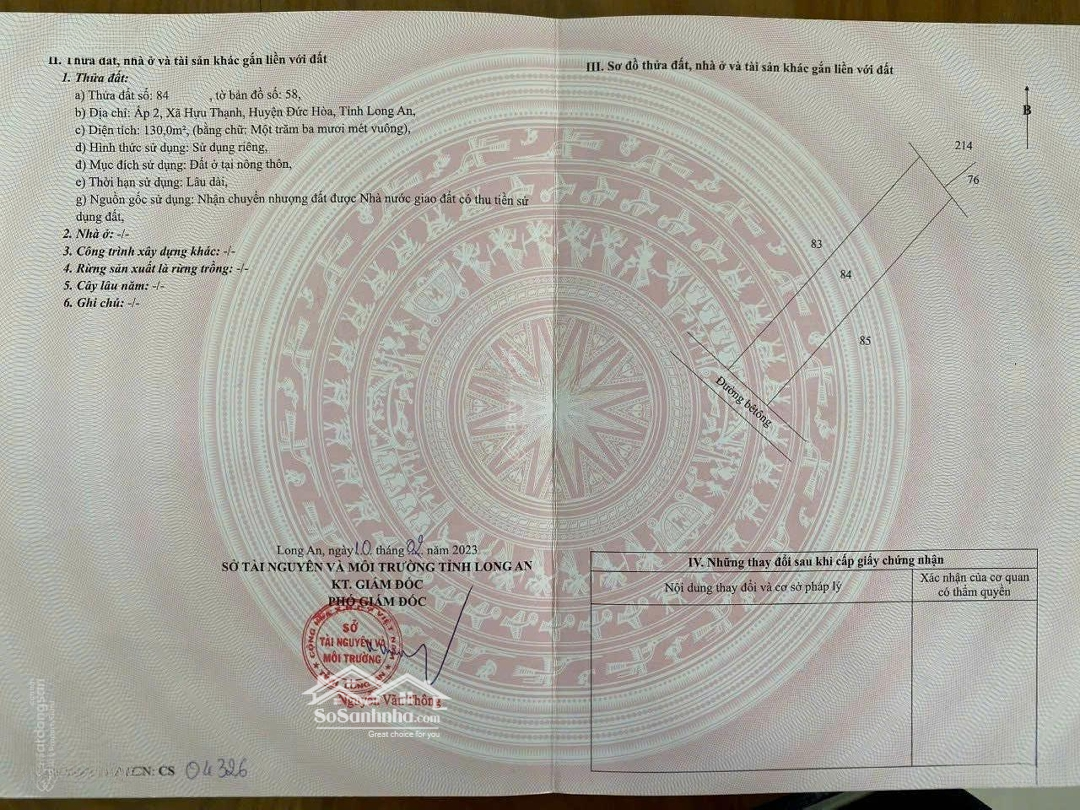 II. Thửa đất, nhà ở và tài sản khác gắn liền với đất
1. Thửa đất:
a) Thửa đất số: 84 , tờ bản đồ số: 58,
b) Địa chỉ: Ấp 2, Xã Hựu Thạnh, Huyện Đức Hòa, Tỉnh Long An,
c) Diện tích: 130,0m², (bằng chữ: Một trăm ba mươi mét vuông),
d) Hình thức sử dụng: Sử dụng riêng,
đ) Mục đích sử dụng: Đất ở tại nông thôn,
e) Thời hạn sử dụng: Lâu dài,
g) Nguồn gốc sử dụng: Nhận chuyển nhượng đất được Nhà nước giao đất có thu tiền sử
dụng đất,
2. Nhà ở: -/-
3. Công trình xây dựng khác: -/-
4. Rừng sản xuất là rừng trồng: -/-
5. Cây lâu năm: -/-
6. Ghi chú: -/-
Long An, ngày 10 tháng 02 năm 2023
SỞ TÀI NGUYÊN VÀ MÔI TRƯỜNG TỈNH LONG AN
KT. GIÁM ĐỐC
PHÓ GIÁM ĐỐC
SỞ
TÀI NGUYÊN VÀ
MÔI TRƯỜNG
Nguyễn Văn Thông
SoSanhnha.com
Great choice for you
CN: CS 04326
III. Sơ đồ thửa đất, nhà ở và tài sản khác gắn liền với đất
B
214
76
83
84
85
Đường bêtông
IV. Những thay đổi sau khi cấp giấy chứng nhận
Nội dung thay đổi và cơ sở pháp lý
Xác nhận của cơ quan
có thẩm quyền